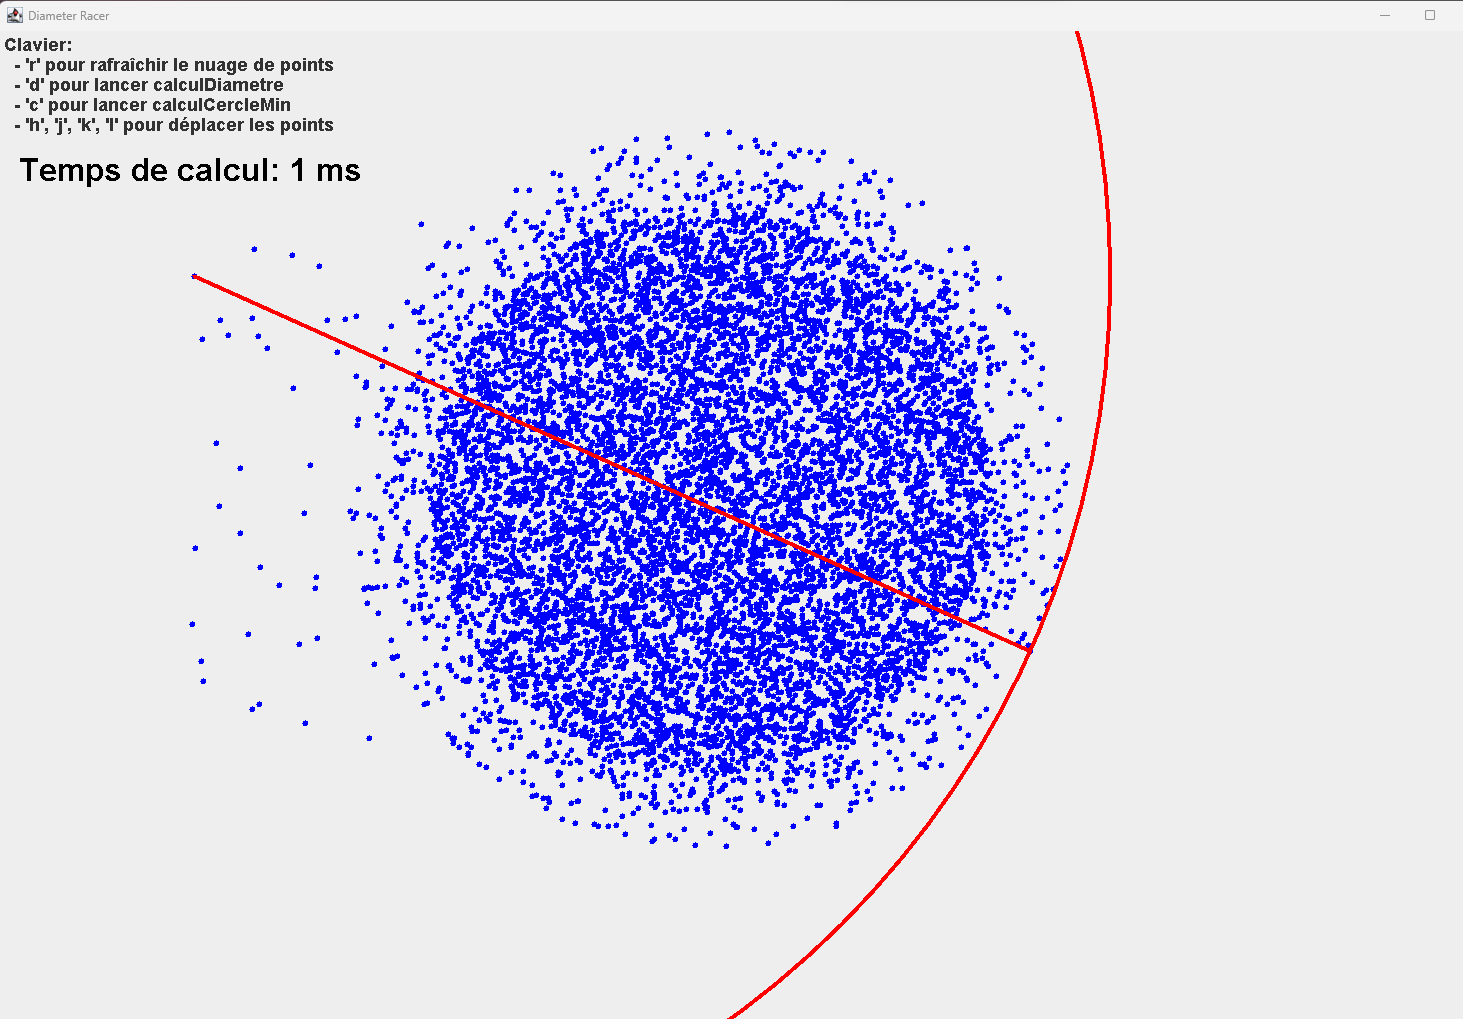 Diameter Racer
Clavier:
- 'r' pour rafraîchir le nuage de points
- 'd' pour lancer calculDiametre
- 'c' pour lancer calculCercleMin
- 'h', 'j', 'k', 'l' pour déplacer les points
Temps de calcul: 1 ms